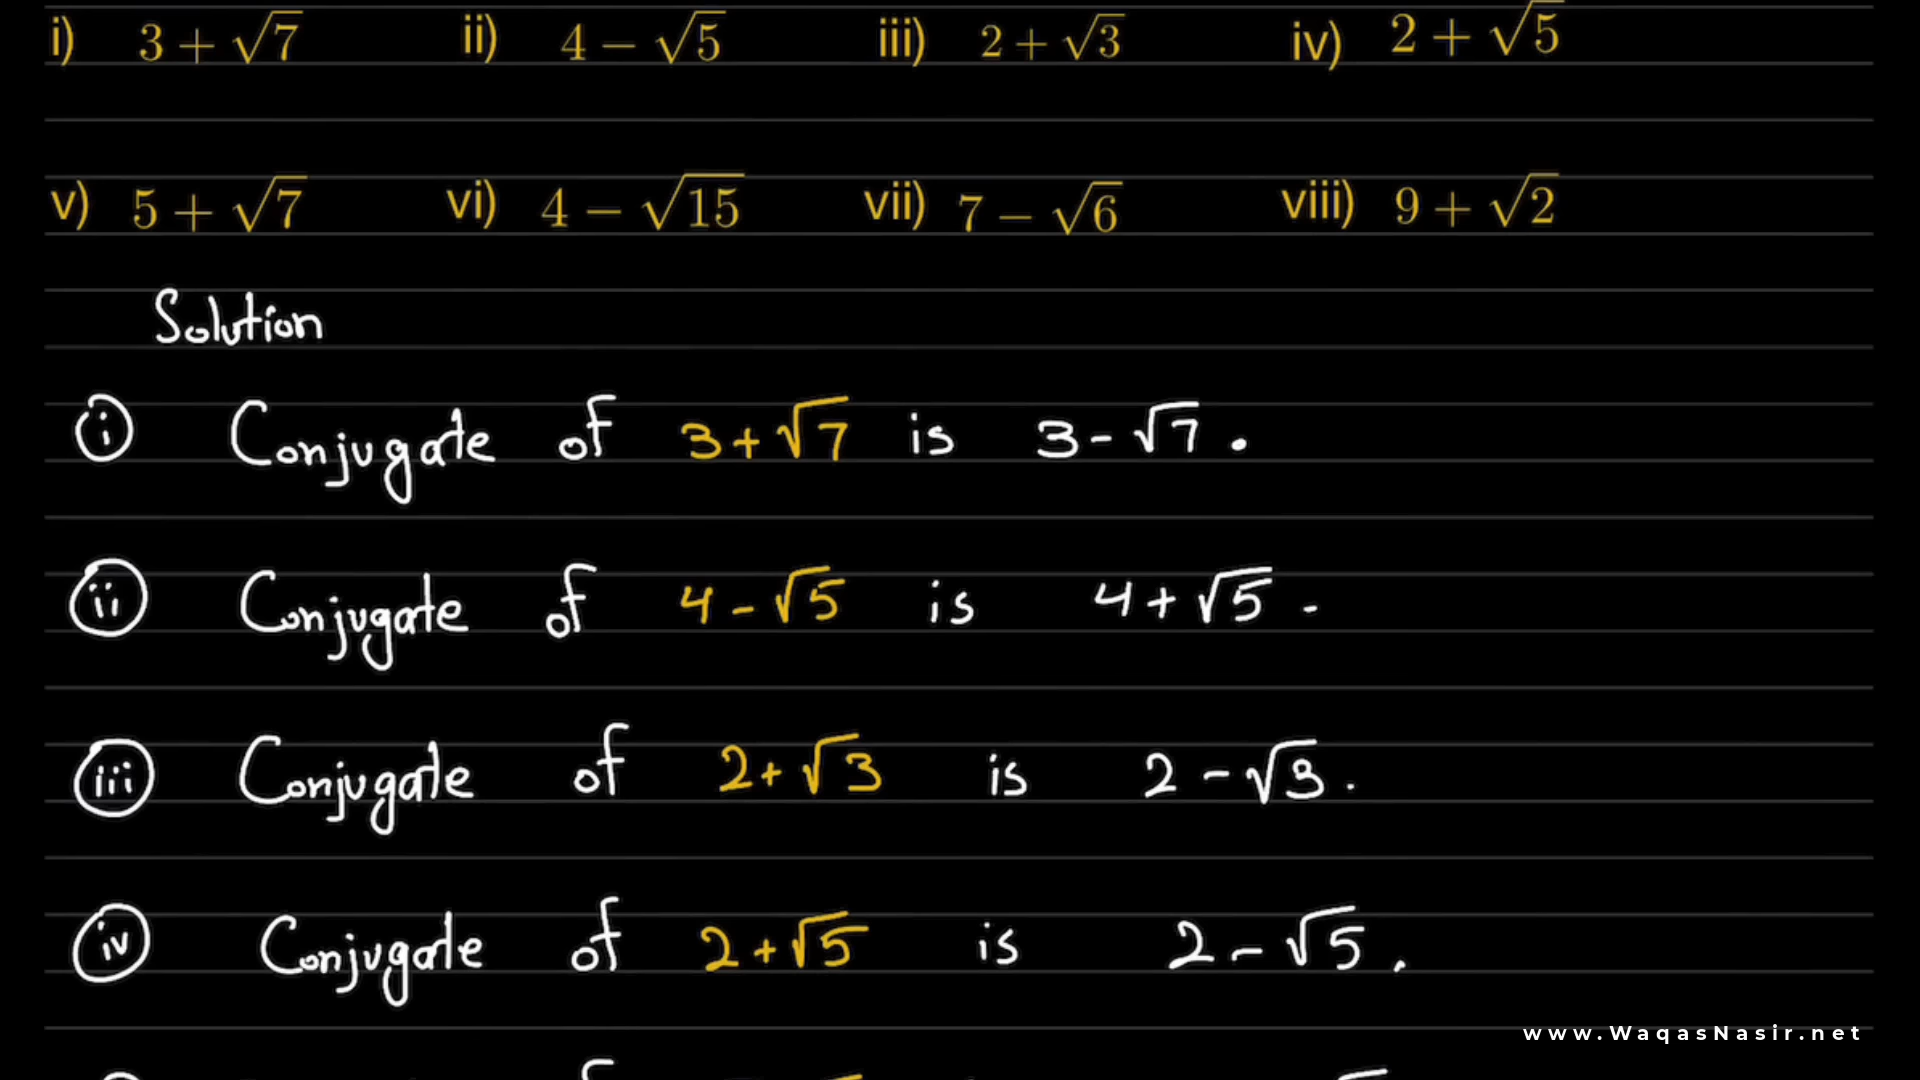 i) 3 + √7 ii) 4 − √5 iii) 2 + √3 iv) 2 + √5
v) 5 + √7 vi) 4 − √15 vii) 7 − √6 viii) 9 + √2
Solution
i Conjugate of 3+√7 is 3-√7.
ii Conjugate of 4-√5 is 4+√5.
iii Conjugate of 2+√3 is 2-√3.
iv Conjugate of 2+√5 is 2-√5.
www.WaqasNasir.net